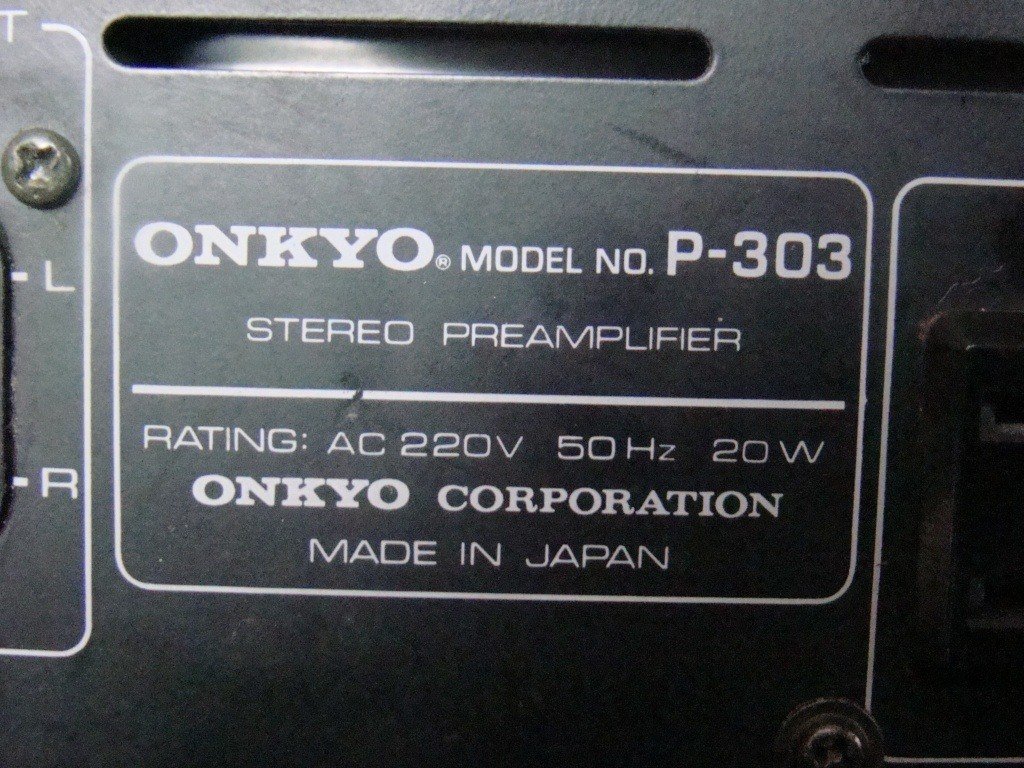 T
L
R
ONKYO® MODEL NO. P-303
STEREO PREAMPLIFIER
RATING: AC 220V 50Hz 20W
ONKYO CORPORATION
MADE IN JAPAN